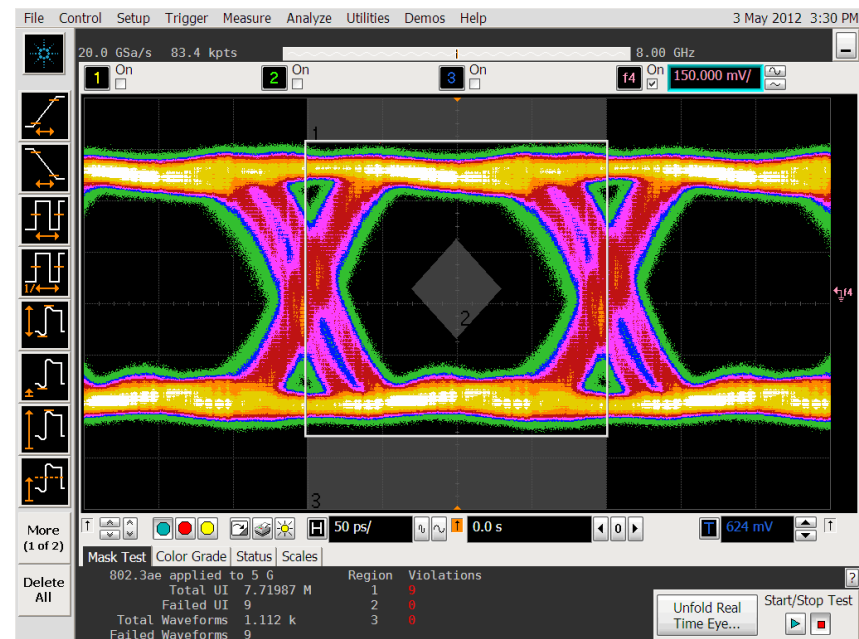 File Control Setup Trigger Measure Analyze Utilities Demos Help 3 May 2012 3:30 PM
20.0 GSa/s 83.4 kpts 8.00 GHz
1 On 2 On 3 On f4 On 150.000 mV/
1
f4
2
3
1/
More
(1 of 2)
Delete
All
H 50 ps/ 0.0 s 0 T 624 mV
Mask Test Color Grade Status Scales
802.3ae applied to 5 G Region Violations
Total UI 7.71987 M 1 9
Failed UI 9 2 0
Total Waveforms 1.112 k 3 0
Failed Waveforms 9
?
Unfold Real
Time Eye...
Start/Stop Test